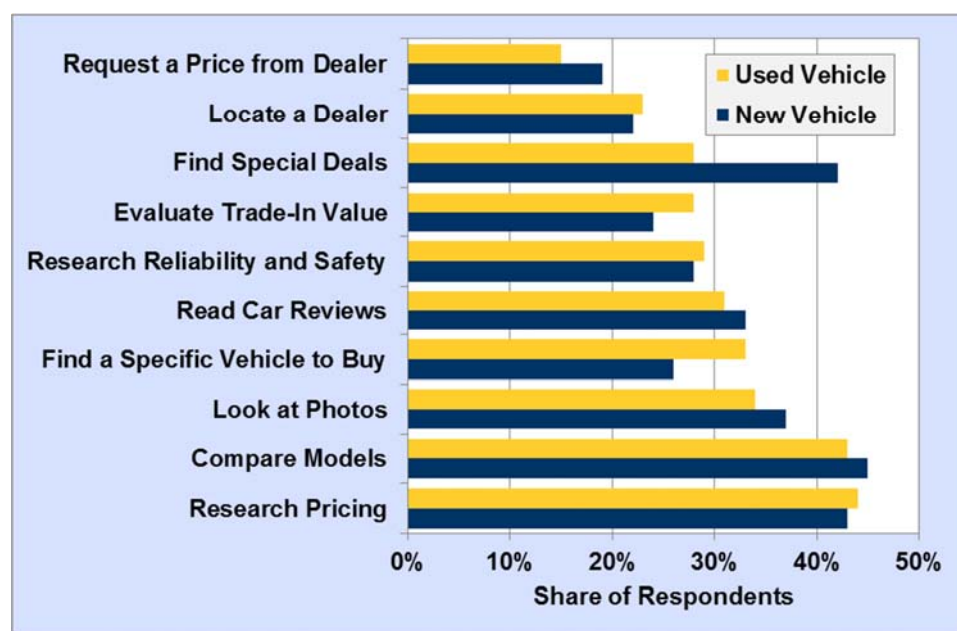 Request a Price from Dealer
Locate a Dealer
Find Special Deals
Evaluate Trade-In Value
Research Reliability and Safety
Read Car Reviews
Find a Specific Vehicle to Buy
Look at Photos
Compare Models
Research Pricing
Used Vehicle
New Vehicle
0% 10% 20% 30% 40% 50%
Share of Respondents